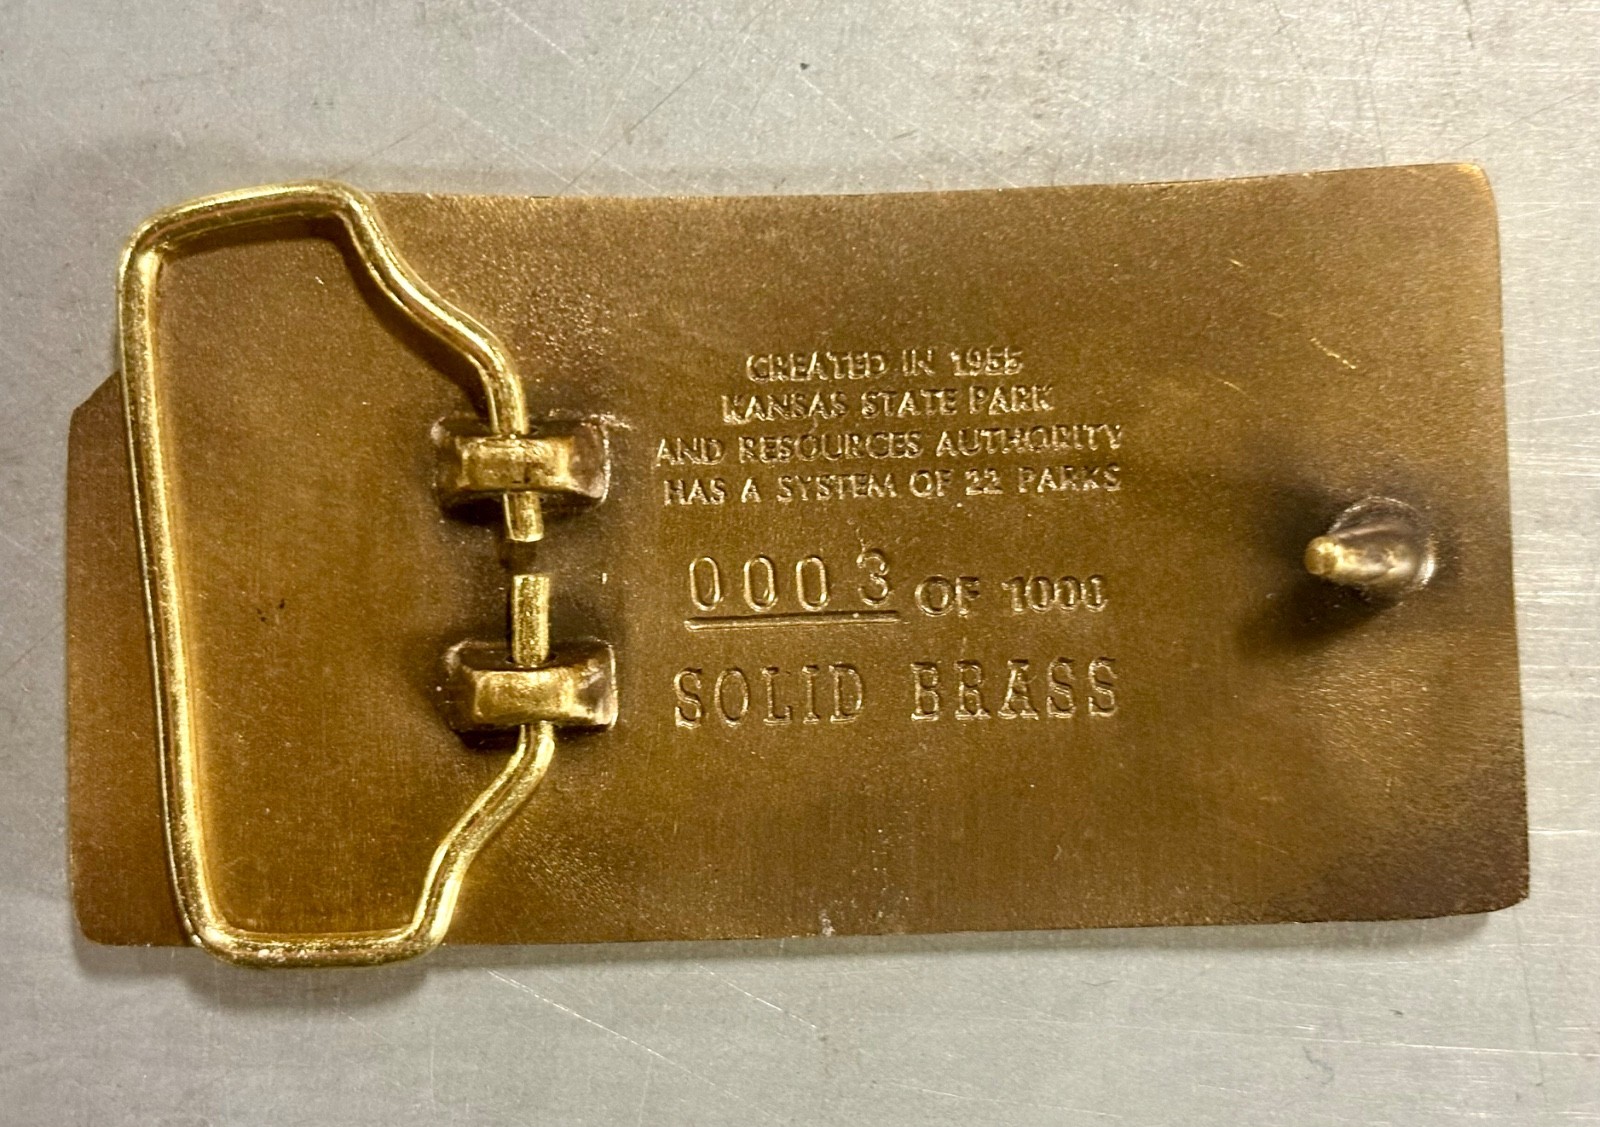 CREATED IN 1955
KANSAS STATE PARK
AND RESOURCES AUTHORITY
HAS A SYSTEM OF 22 PARKS
0003 OF 1000
SOLID BRASS